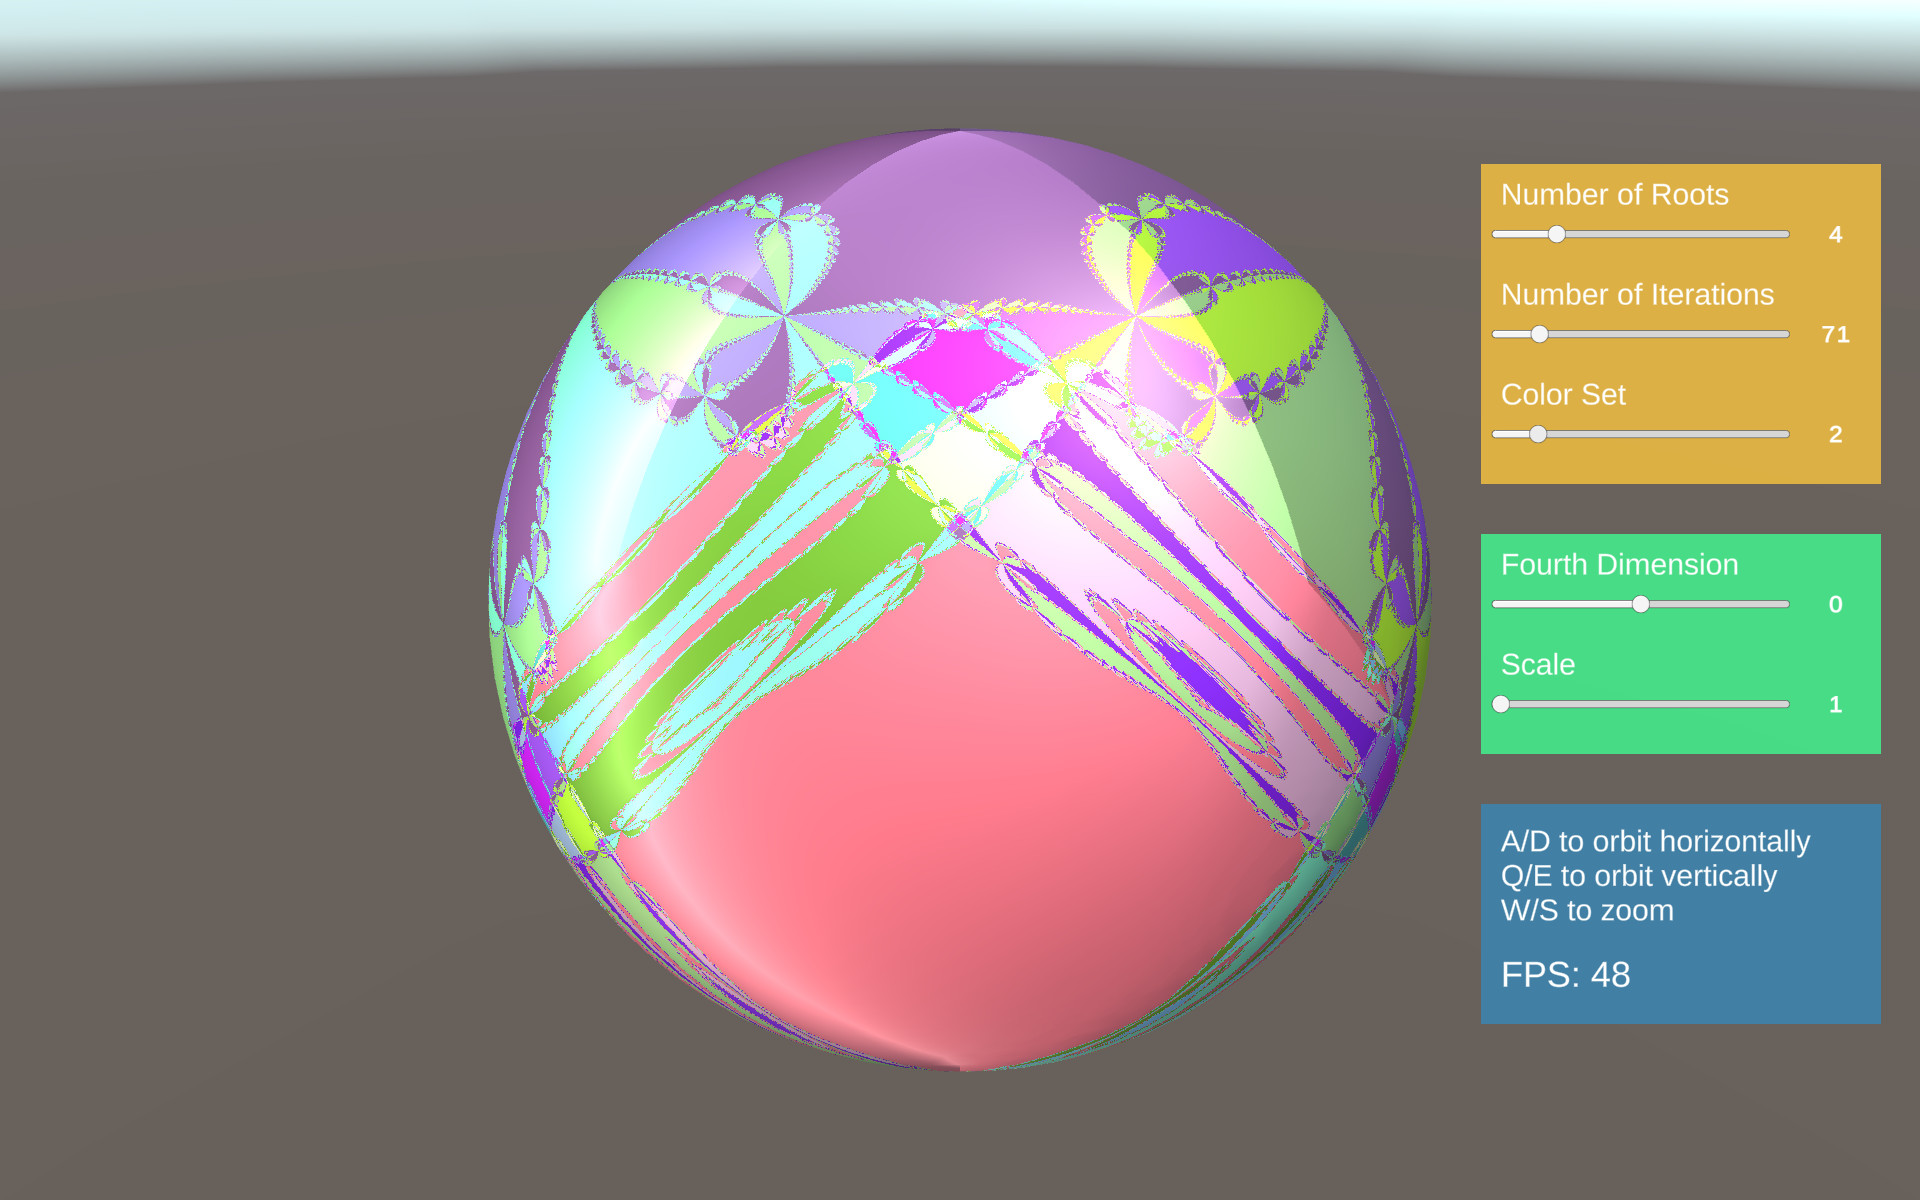 Number of Roots
4
Number of Iterations
71
Color Set
2
Fourth Dimension
0
Scale
1
A/D to orbit horizontally
Q/E to orbit vertically
W/S to zoom
FPS: 48